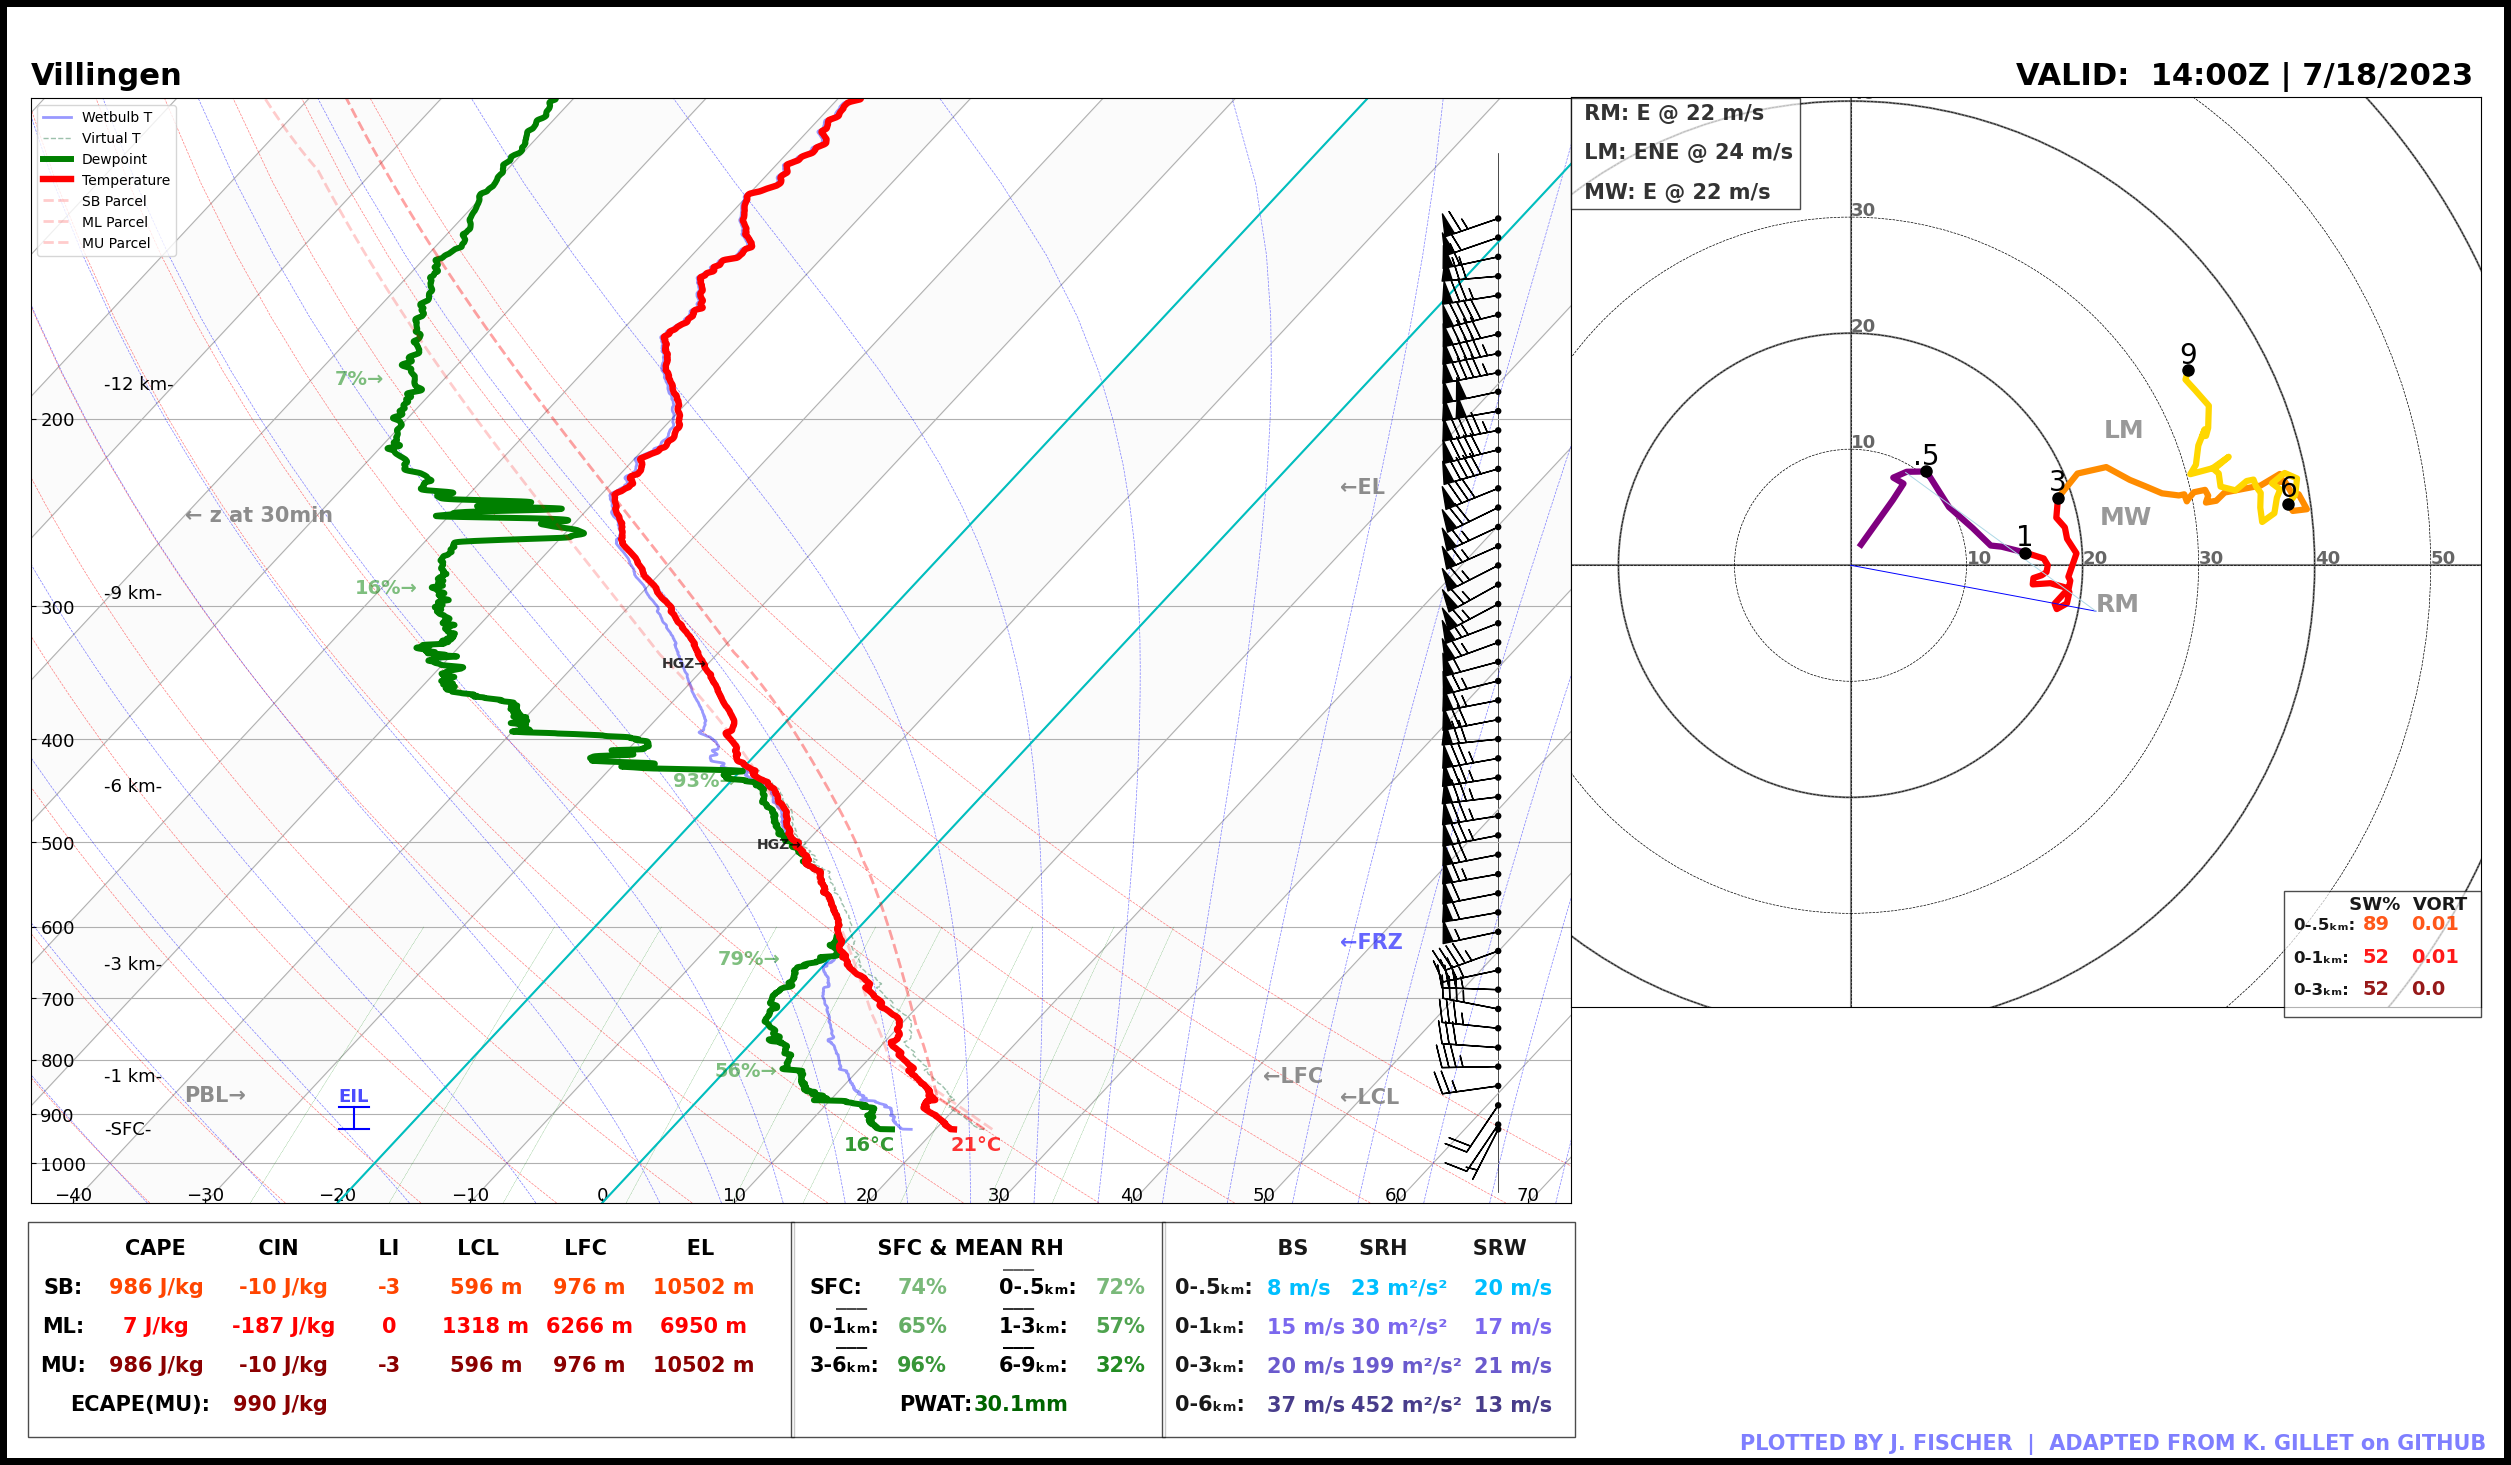 Villingen
VALID: 14:00Z | 7/18/2023
Wetbulb T
Virtual T
Dewpoint
Temperature
SB Parcel
ML Parcel
MU Parcel
-12 km-
7%→
200
←EL
← z at 30min
16%→
-9 km-
300
HGZ→
400
93%→
-6 km-
500
HGZ→
600
←FRZ
79%→
-3 km-
700
800
56%→
-1 km-
←LFC
PBL→
EIL
←LCL
900
-SFC-
16°C
21°C
1000
−40 −30 −20 −10 0 10 20 30 40 50 60 70
RM: E @ 22 m/s
LM: ENE @ 24 m/s
MW: E @ 22 m/s
30
20
9
LM
10
.5
3
6
MW
1
10 20 30 40 50
RM
SW% VORT
0-.5ₖₘ: 89 0.01
0-1ₖₘ: 52 0.01
0-3ₖₘ: 52 0.0
CAPE CIN LI LCL LFC EL
SB: 986 J/kg -10 J/kg -3 596 m 976 m 10502 m
ML: 7 J/kg -187 J/kg 0 1318 m 6266 m 6950 m
MU: 986 J/kg -10 J/kg -3 596 m 976 m 10502 m
ECAPE(MU): 990 J/kg
SFC & MEAN RH
SFC: 74% 0-.5ₖₘ: 72%
0-1ₖₘ: 65% 1-3ₖₘ: 57%
3-6ₖₘ: 96% 6-9ₖₘ: 32%
PWAT: 30.1mm
BS SRH SRW
0-.5ₖₘ: 8 m/s 23 m²/s² 20 m/s
0-1ₖₘ: 15 m/s 30 m²/s² 17 m/s
0-3ₖₘ: 20 m/s 199 m²/s² 21 m/s
0-6ₖₘ: 37 m/s 452 m²/s² 13 m/s
PLOTTED BY J. FISCHER | ADAPTED FROM K. GILLET on GITHUB